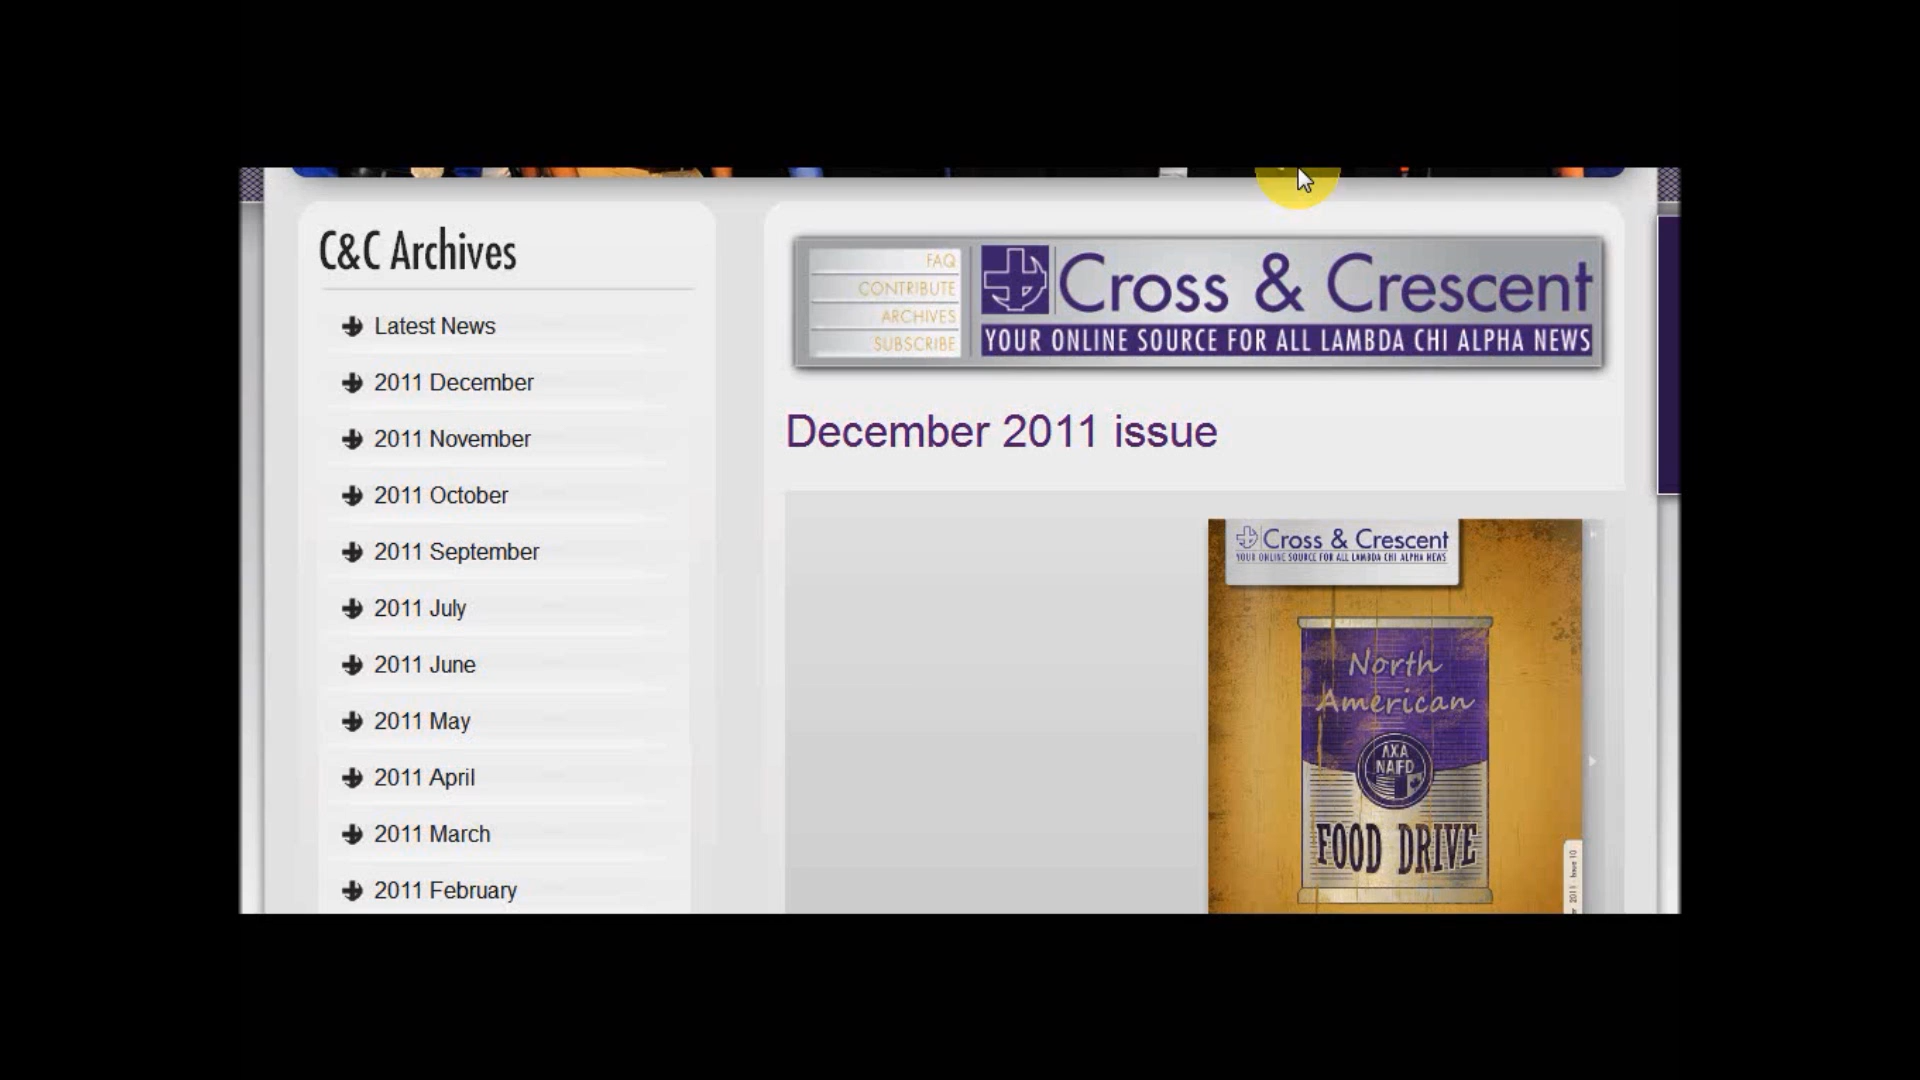 C&C Archives
Latest News
2011 December
2011 November
2011 October
2011 September
2011 July
2011 June
2011 May
2011 April
2011 March
2011 February
FAQ
CONTRIBUTE
ARCHIVES
SUBSCRIBE
Cross & Crescent
YOUR ONLINE SOURCE FOR ALL LAMBDA CHI ALPHA NEWS
December 2011 issue
Cross & Crescent
YOUR ONLINE SOURCE FOR ALL LAMBDA CHI ALPHA NEWS
North
American
ΛΧΑ
NAFD
FOOD DRIVE
2011 Issue 10